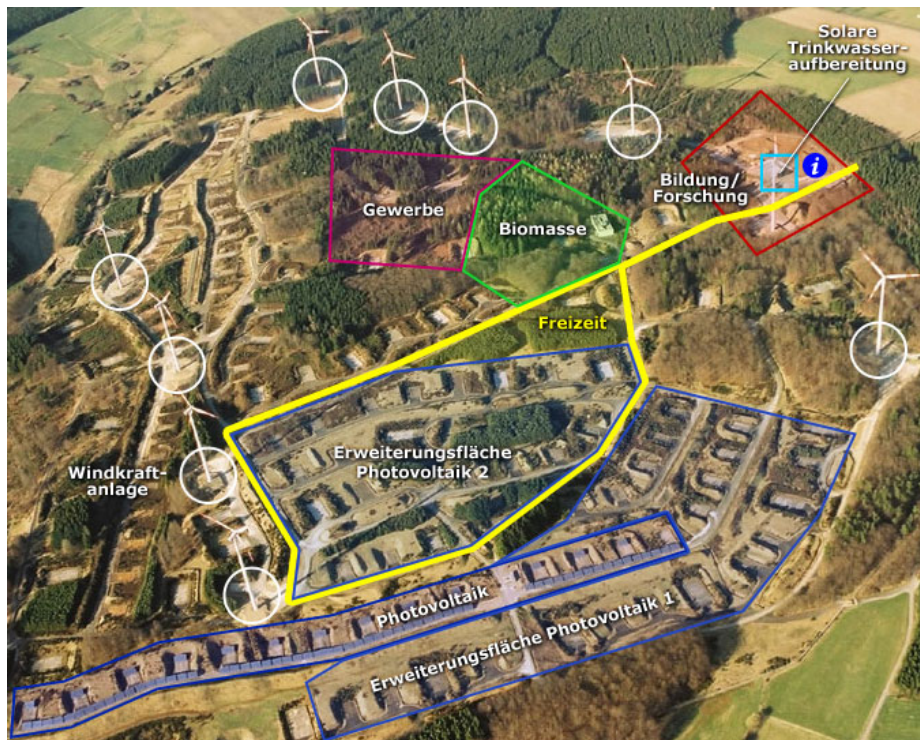 Solare
Trinkwasser-
aufbereitung
i
Bildung/
Forschung
Gewerbe
Biomasse
Freizeit
Erweiterungsfläche
Photovoltaik 2
Windkraft-
anlage
Photovoltaik
Erweiterungsfläche Photovoltaik 1